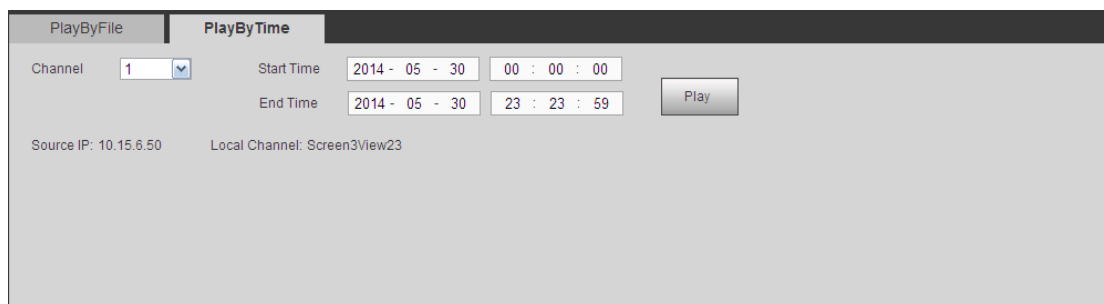 PlayByFile PlayByTime
Channel 1 Start Time 2014 - 05 - 30 00 : 00 : 00
End Time 2014 - 05 - 30 23 : 23 : 59 Play
Source IP: 10.15.6.50 Local Channel: Screen3View23